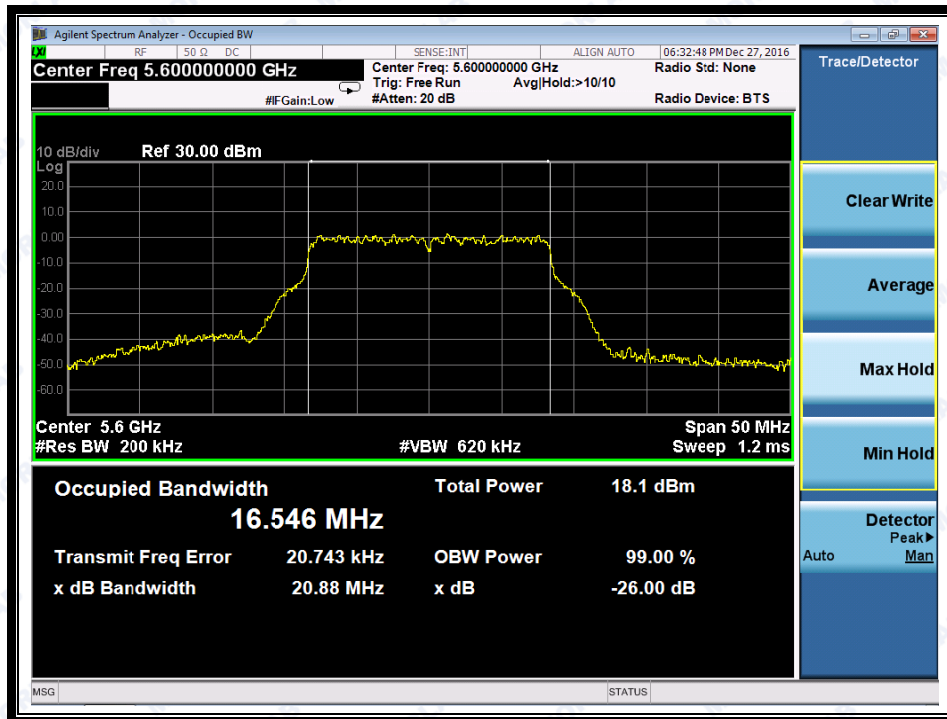 Agilent Spectrum Analyzer - Occupied BW
LXI RF 50 Ω DC SENSE:INT ALIGN AUTO 06:32:48 PM Dec 27, 2016
Center Freq 5.600000000 GHz
Center Freq: 5.600000000 GHz
Radio Std: None
Trig: Free Run Avg|Hold:>10/10
#IFGain:Low #Atten: 20 dB Radio Device: BTS
10 dB/div Ref 30.00 dBm
Log
20.0
10.0
0.00
-10.0
-20.0
-30.0
-40.0
-50.0
-60.0
Center 5.6 GHz Span 50 MHz
#Res BW 200 kHz #VBW 620 kHz Sweep 1.2 ms
Occupied Bandwidth Total Power 18.1 dBm
16.546 MHz
Transmit Freq Error 20.743 kHz OBW Power 99.00 %
x dB Bandwidth 20.88 MHz x dB -26.00 dB
MSG STATUS
Trace/Detector
Clear Write
Average
Max Hold
Min Hold
Detector
Peak▶
Auto Man